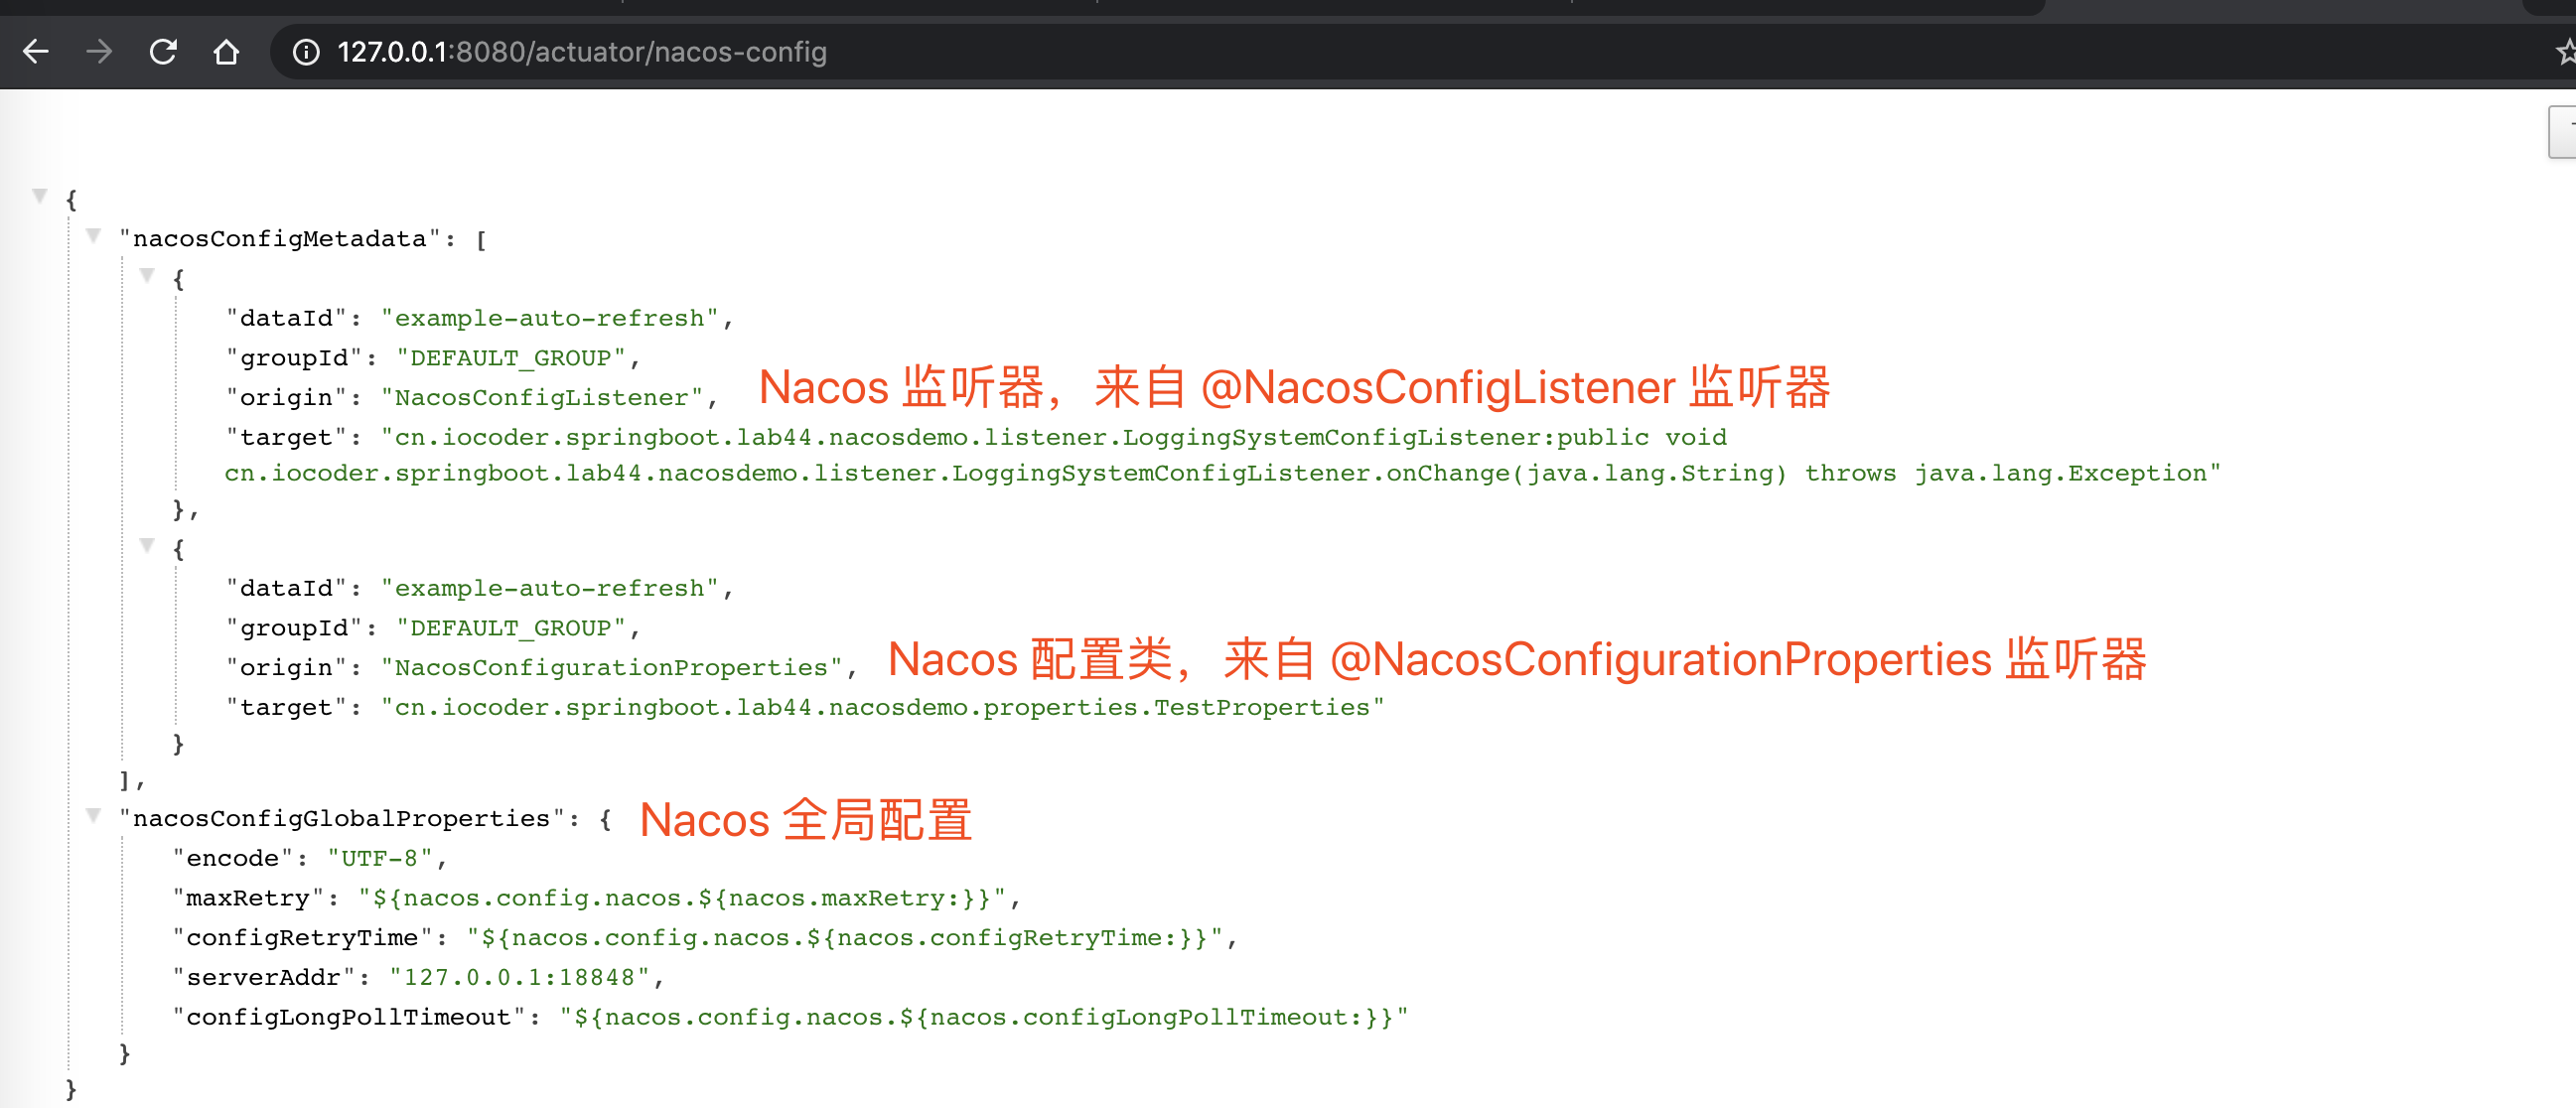 127.0.0.1:8080/actuator/nacos-config
{
"nacosConfigMetadata": [
{
"dataId": "example-auto-refresh",
"groupId": "DEFAULT_GROUP",
"origin": "NacosConfigListener", Nacos 监听器，来自 @NacosConfigListener 监听器
"target": "cn.iocoder.springboot.lab44.nacosdemo.listener.LoggingSystemConfigListener:public void
cn.iocoder.springboot.lab44.nacosdemo.listener.LoggingSystemConfigListener.onChange(java.lang.String) throws java.lang.Exception"
},
{
"dataId": "example-auto-refresh",
"groupId": "DEFAULT_GROUP",
"origin": "NacosConfigurationProperties", Nacos 配置类，来自 @NacosConfigurationProperties 监听器
"target": "cn.iocoder.springboot.lab44.nacosdemo.properties.TestProperties"
}
],
"nacosConfigGlobalProperties": { Nacos 全局配置
"encode": "UTF-8",
"maxRetry": "${nacos.config.nacos.${nacos.maxRetry:}}",
"configRetryTime": "${nacos.config.nacos.${nacos.configRetryTime:}}",
"serverAddr": "127.0.0.1:18848",
"configLongPollTimeout": "${nacos.config.nacos.${nacos.configLongPollTimeout:}}"
}
}